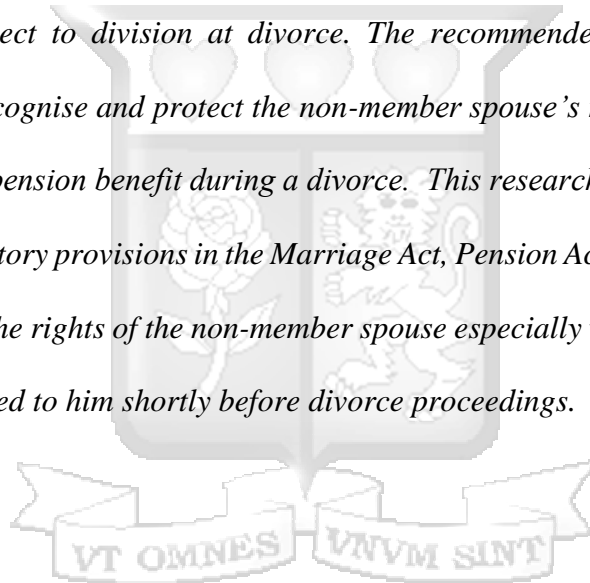 ect to division at divorce. The recommende
cognise and protect the non-member spouse's
pension benefit during a divorce. This research
tory provisions in the Marriage Act, Pension Ac
he rights of the non-member spouse especially
ed to him shortly before divorce proceedings.
VT OMNES VNVM SINT